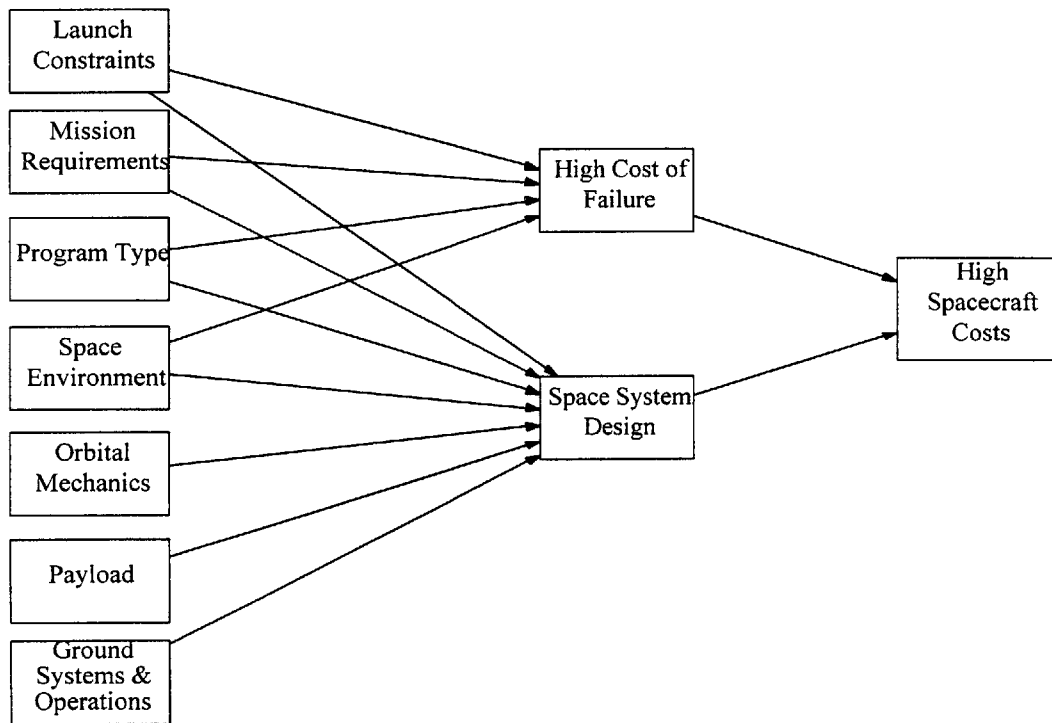 Launch
Constraints
Mission
Requirements
Program Type
Space
Environment
Orbital
Mechanics
Payload
Ground
Systems &
Operations
High Cost of
Failure
Space System
Design
High
Spacecraft
Costs